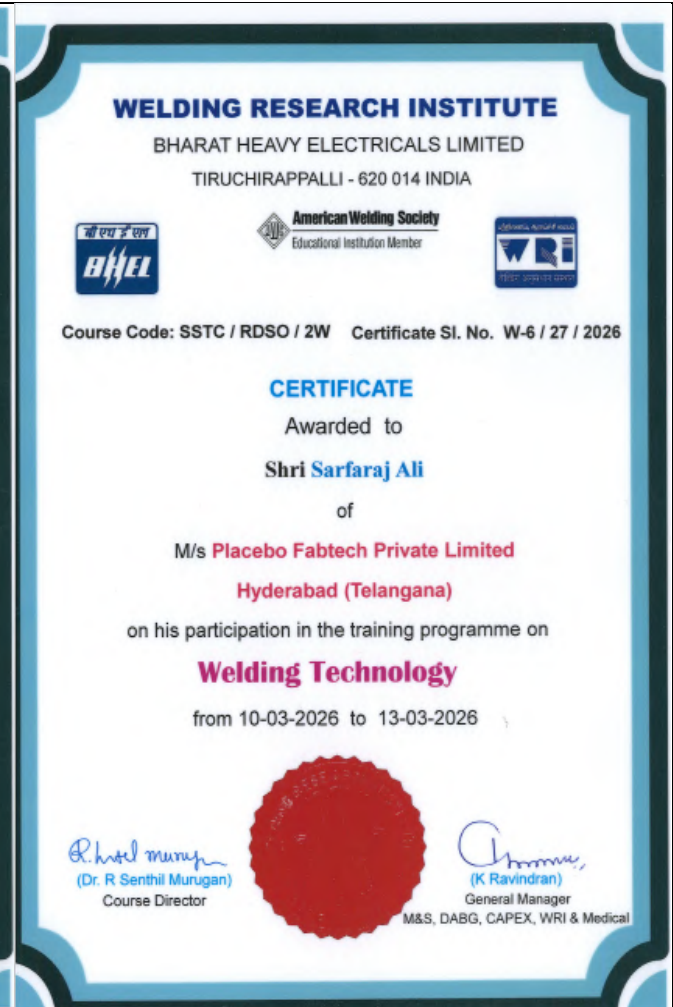 WELDING RESEARCH INSTITUTE
BHARAT HEAVY ELECTRICALS LIMITED
TIRUCHIRAPPALLI - 620 014 INDIA
American Welding Society
Educational Institution Member
बी एच ई एल
BHEL
WRi
Course Code: SSTC / RDSO / 2W Certificate Sl. No. W-6 / 27 / 2026
CERTIFICATE
Awarded to
Shri Sarfaraj Ali
of
M/s Placebo Fabtech Private Limited
Hyderabad (Telangana)
on his participation in the training programme on
Welding Technology
from 10-03-2026 to 13-03-2026
(Dr. R Senthil Murugan)
Course Director
(K Ravindran)
General Manager
M&S, DABG, CAPEX, WRI & Medical